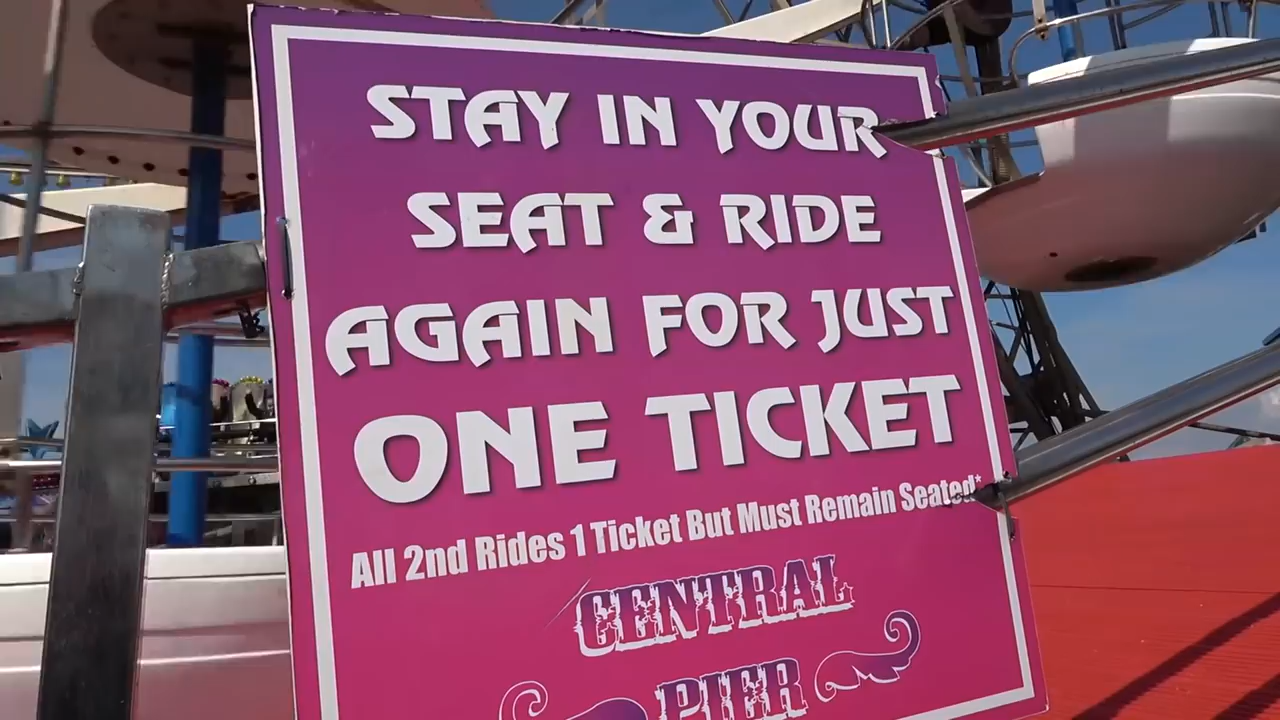 STAY IN YOUR
SEAT & RIDE
AGAIN FOR JUST
ONE TICKET
All 2nd Rides 1 Ticket But Must Remain Seated*
CENTRAL
PIER